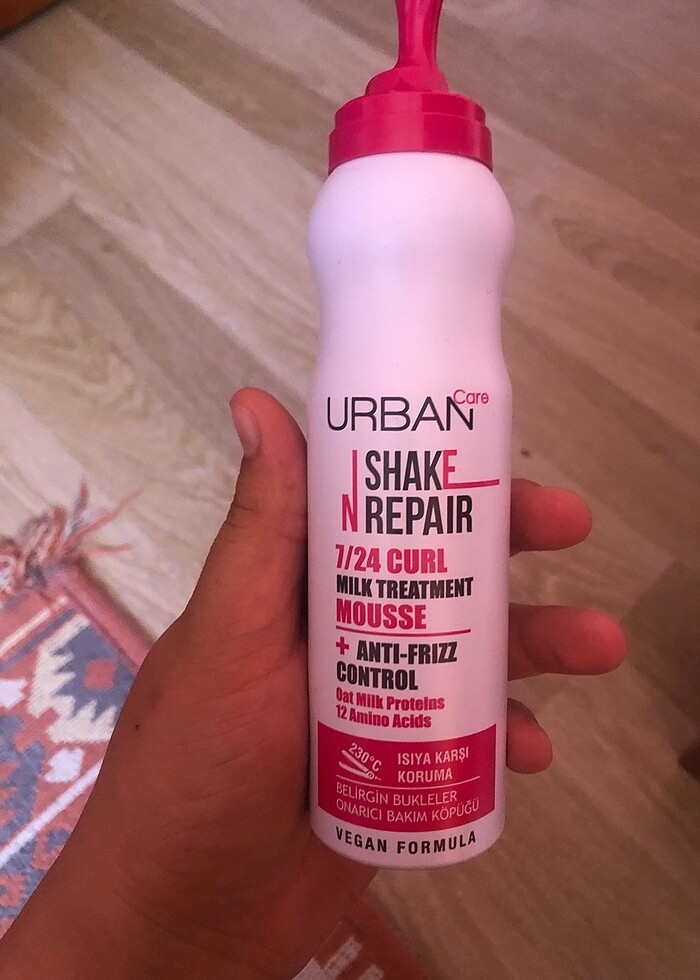 URBAN Care
SHAKE
N REPAIR
7/24 CURL
MILK TREATMENT
MOUSSE
+ ANTI-FRIZZ
CONTROL
Oat Milk Proteins
12 Amino Acids
230°C
ISIYA KARŞI
KORUMA
BELİRGİN BUKLELER
ONARICI BAKIM KÖPÜĞÜ
VEGAN FORMULA